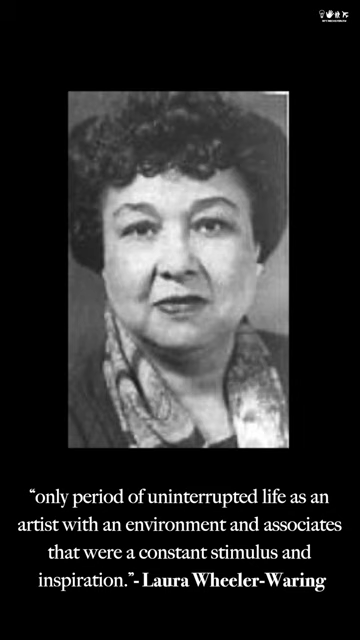 “only period of uninterrupted life as an
artist with an environment and associates
that were a constant stimulus and
inspiration.”- Laura Wheeler-Waring